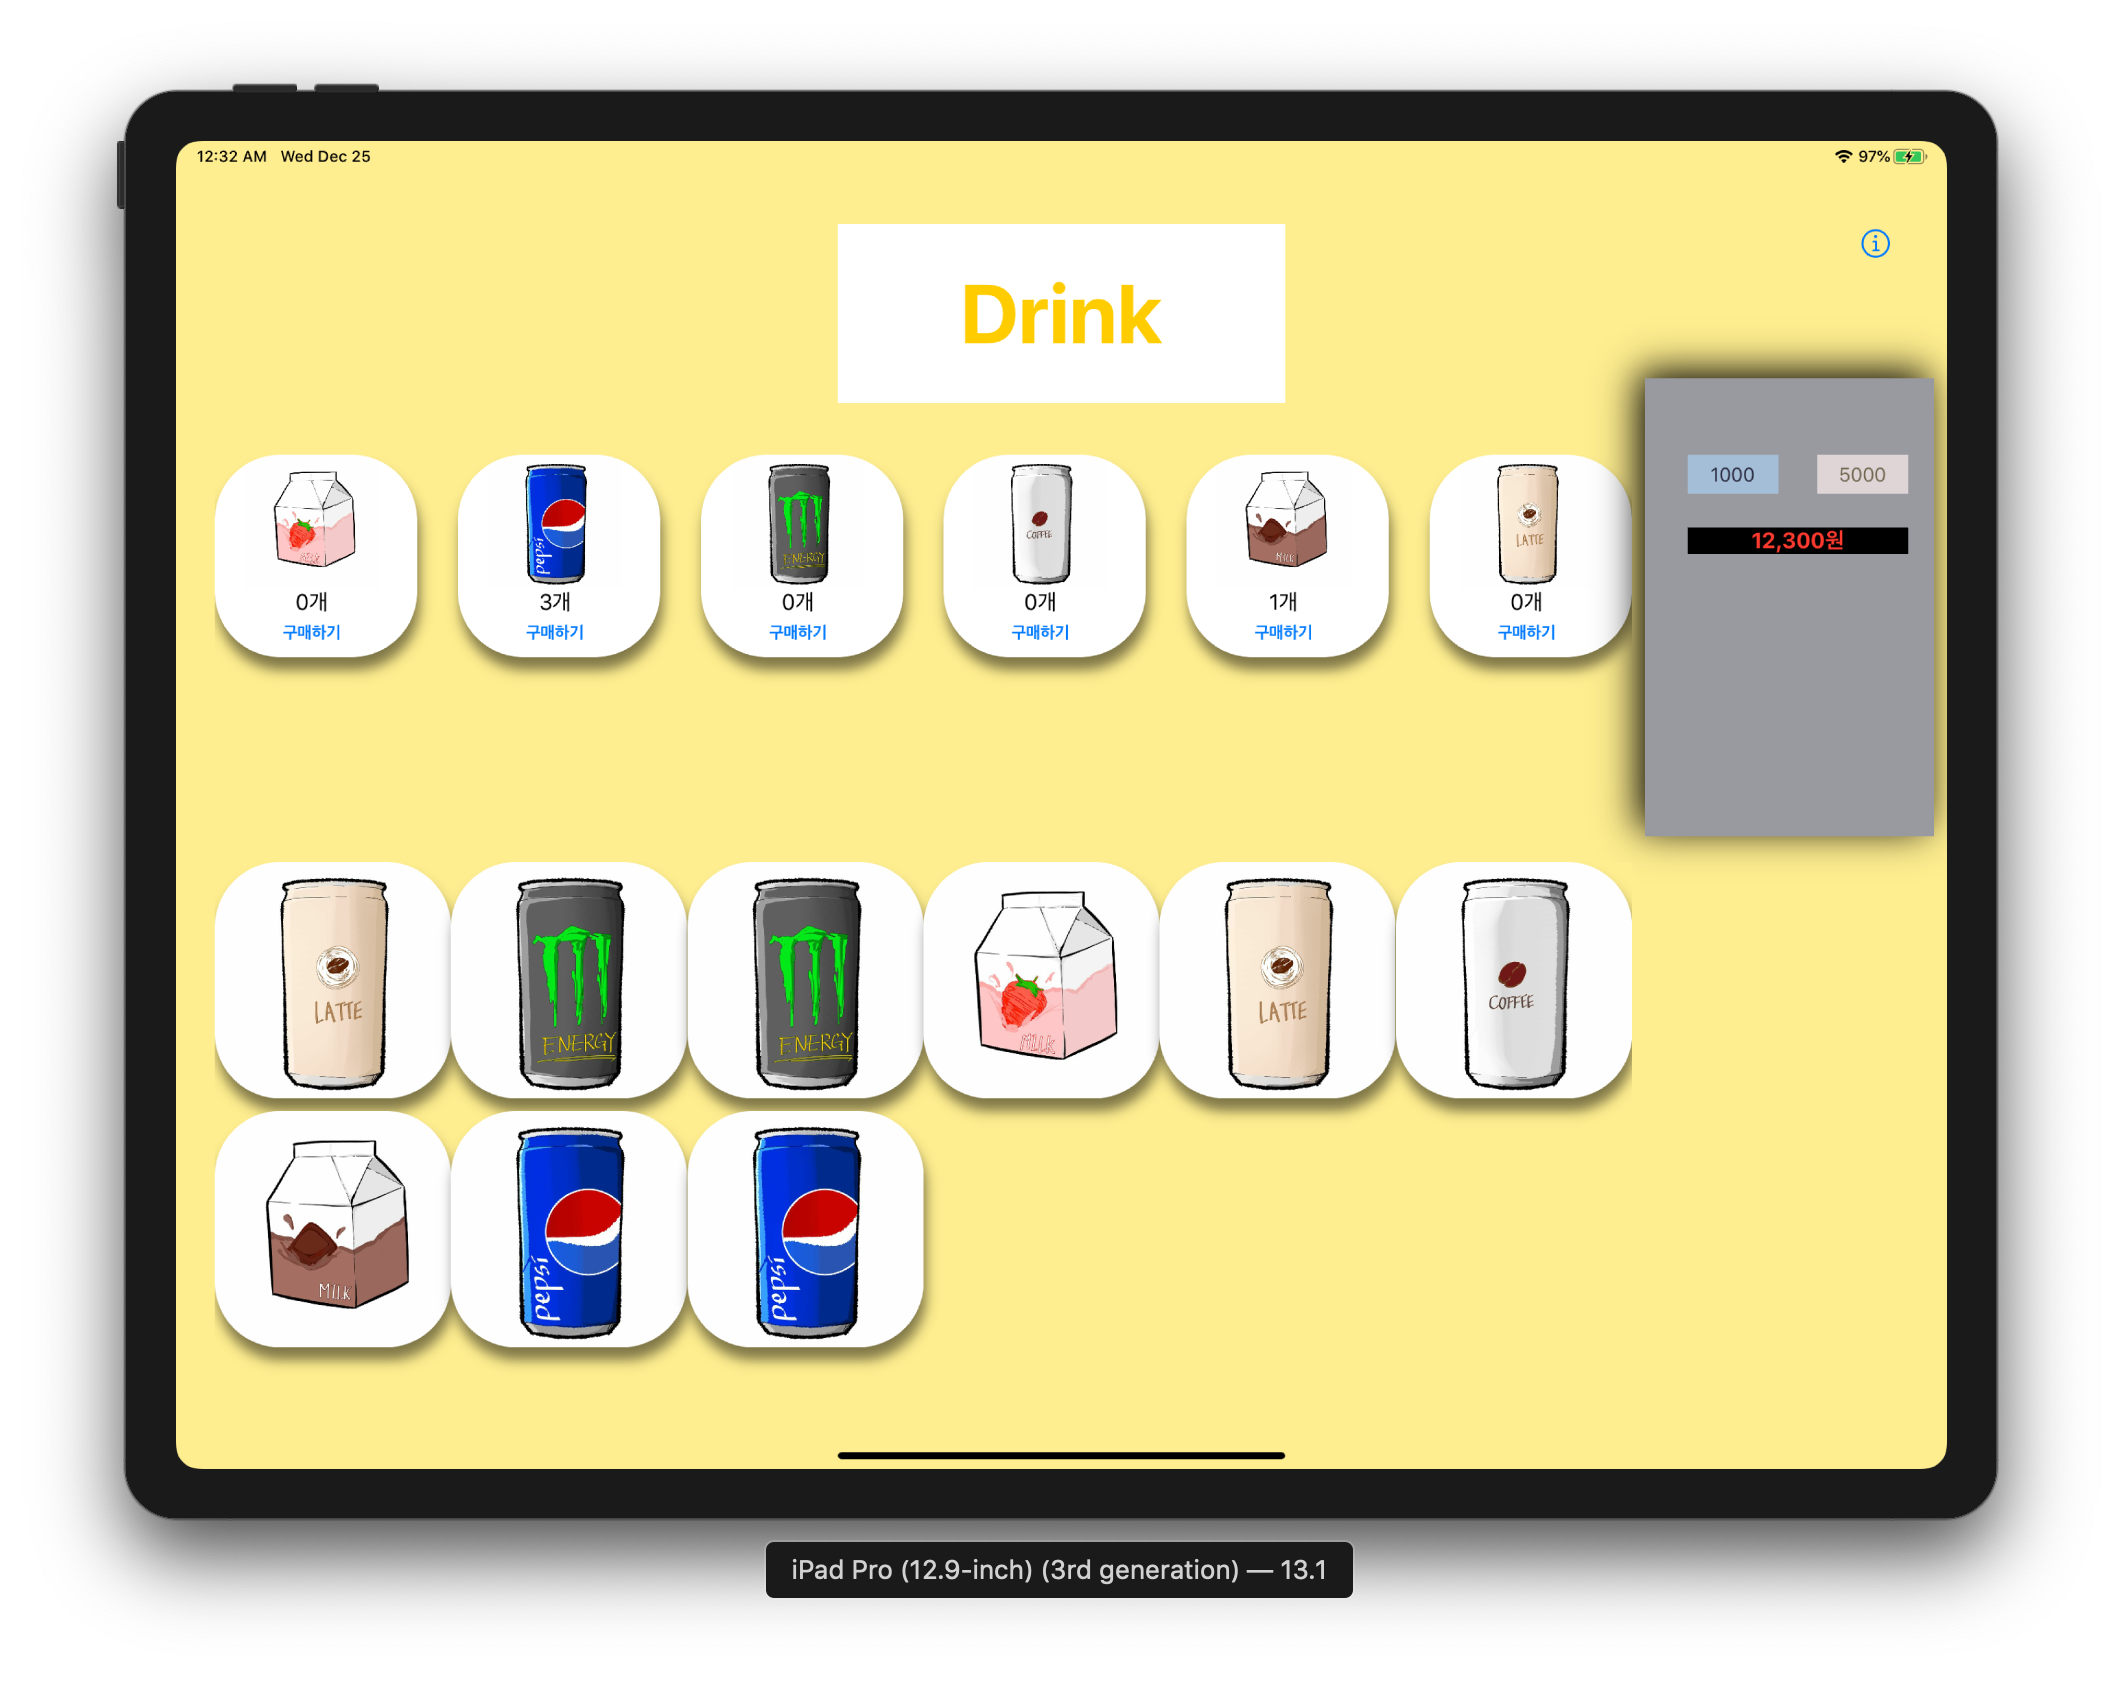 12:32 AM Wed Dec 25
97%
Drink
1000 5000
12,300원
MILK
pepsi
ENERGY
COFFEE
MILK
LATTE
0개 3개 0개 0개 1개 0개
구매하기 구매하기 구매하기 구매하기 구매하기 구매하기
LATTE
ENERGY
ENERGY
MILK
LATTE
COFFEE
MILK
pepsi
pepsi
iPad Pro (12.9-inch) (3rd generation) — 13.1